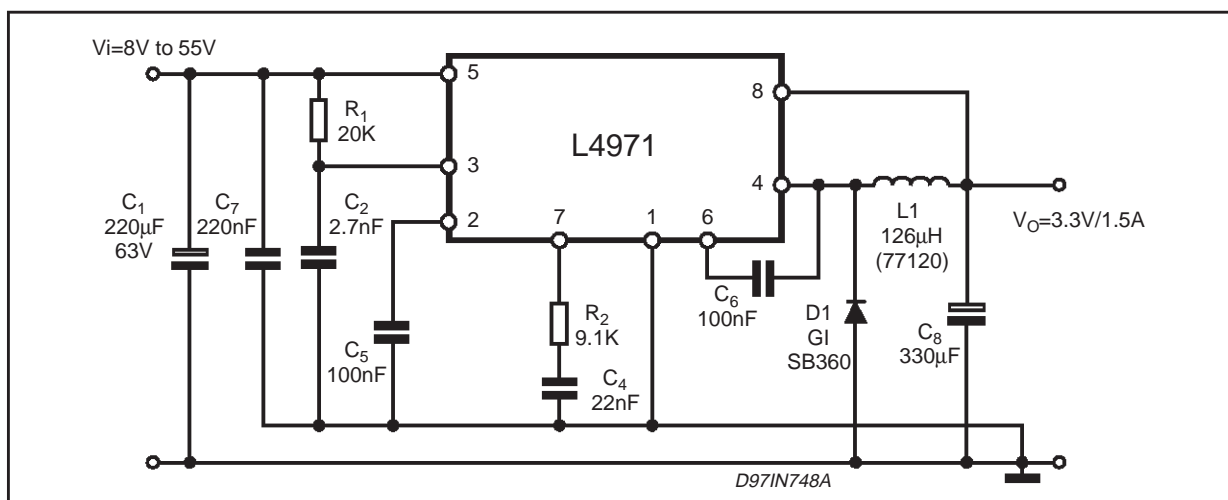 Vi=8V to 55V
5
8
R1
20K
L4971
3
4
C1
220μF
63V
C7
220nF
C2
2.7nF
2
7
1
6
L1
126μH
(77120)
VO=3.3V/1.5A
C6
100nF
R2
9.1K
D1
GI
SB360
C8
330μF
C5
100nF
C4
22nF
D97IN748A